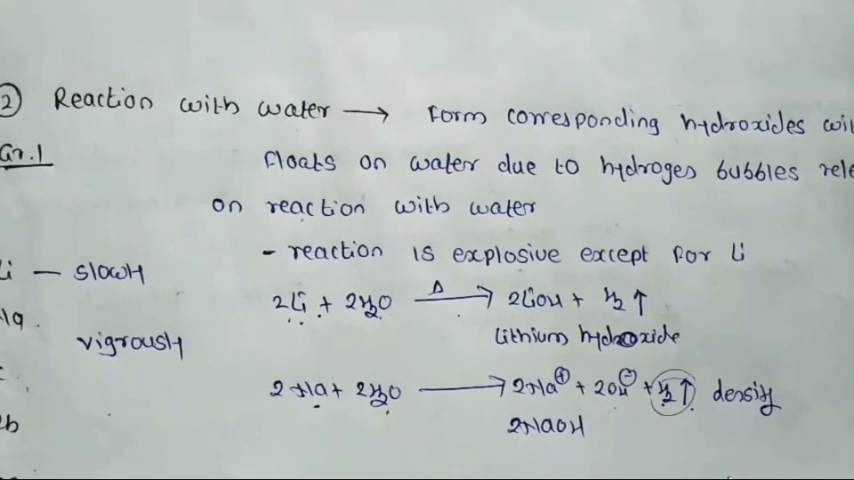 ② Reaction with water ⟶ Form corresponding hydroxides
Gr.1 Floats on water due to hydroges bubbles
on reaction with water
- reaction is explosive except for Li
Li — slowly
2Li + 2H2O —Δ→ 2LiOH + H2 ↑
Na.
vigrously Lithium hydroxide
2Na + 2H2O ⟶ 2Na⊕ + 2OH⊖ + H2 ↑ density
2NaOH